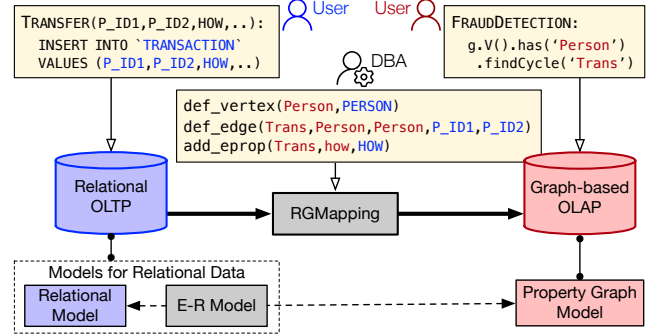 TRANSFER(P_ID1,P_ID2,HOW,..):
INSERT INTO `TRANSACTION`
VALUES (P_ID1,P_ID2,HOW,..)
User
User
FRAUDDETECTION:
g.V().has(‘Person’)
.findCycle(‘Trans’)
DBA
def_vertex(Person,PERSON)
def_edge(Trans,Person,Person,P_ID1,P_ID2)
add_eprop(Trans,how,HOW)
Relational
OLTP
RGMapping
Graph-based
OLAP
Models for Relational Data
Relational
Model
E-R Model
Property Graph
Model